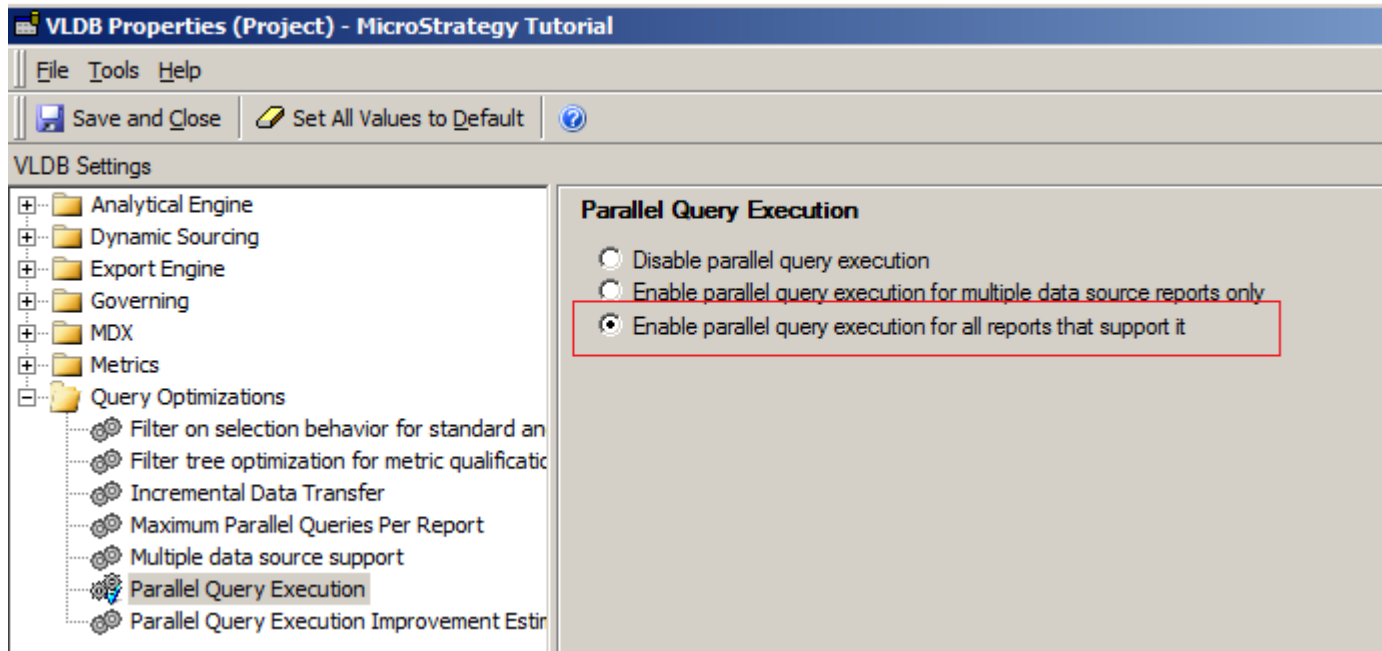 VLDB Properties (Project) - MicroStrategy Tutorial
File Tools Help
Save and Close Set All Values to Default
VLDB Settings
Analytical Engine
Dynamic Sourcing
Export Engine
Governing
MDX
Metrics
Query Optimizations
Filter on selection behavior for standard an
Filter tree optimization for metric qualificatic
Incremental Data Transfer
Maximum Parallel Queries Per Report
Multiple data source support
Parallel Query Execution
Parallel Query Execution Improvement Estir
Parallel Query Execution
Disable parallel query execution
Enable parallel query execution for multiple data source reports only
Enable parallel query execution for all reports that support it